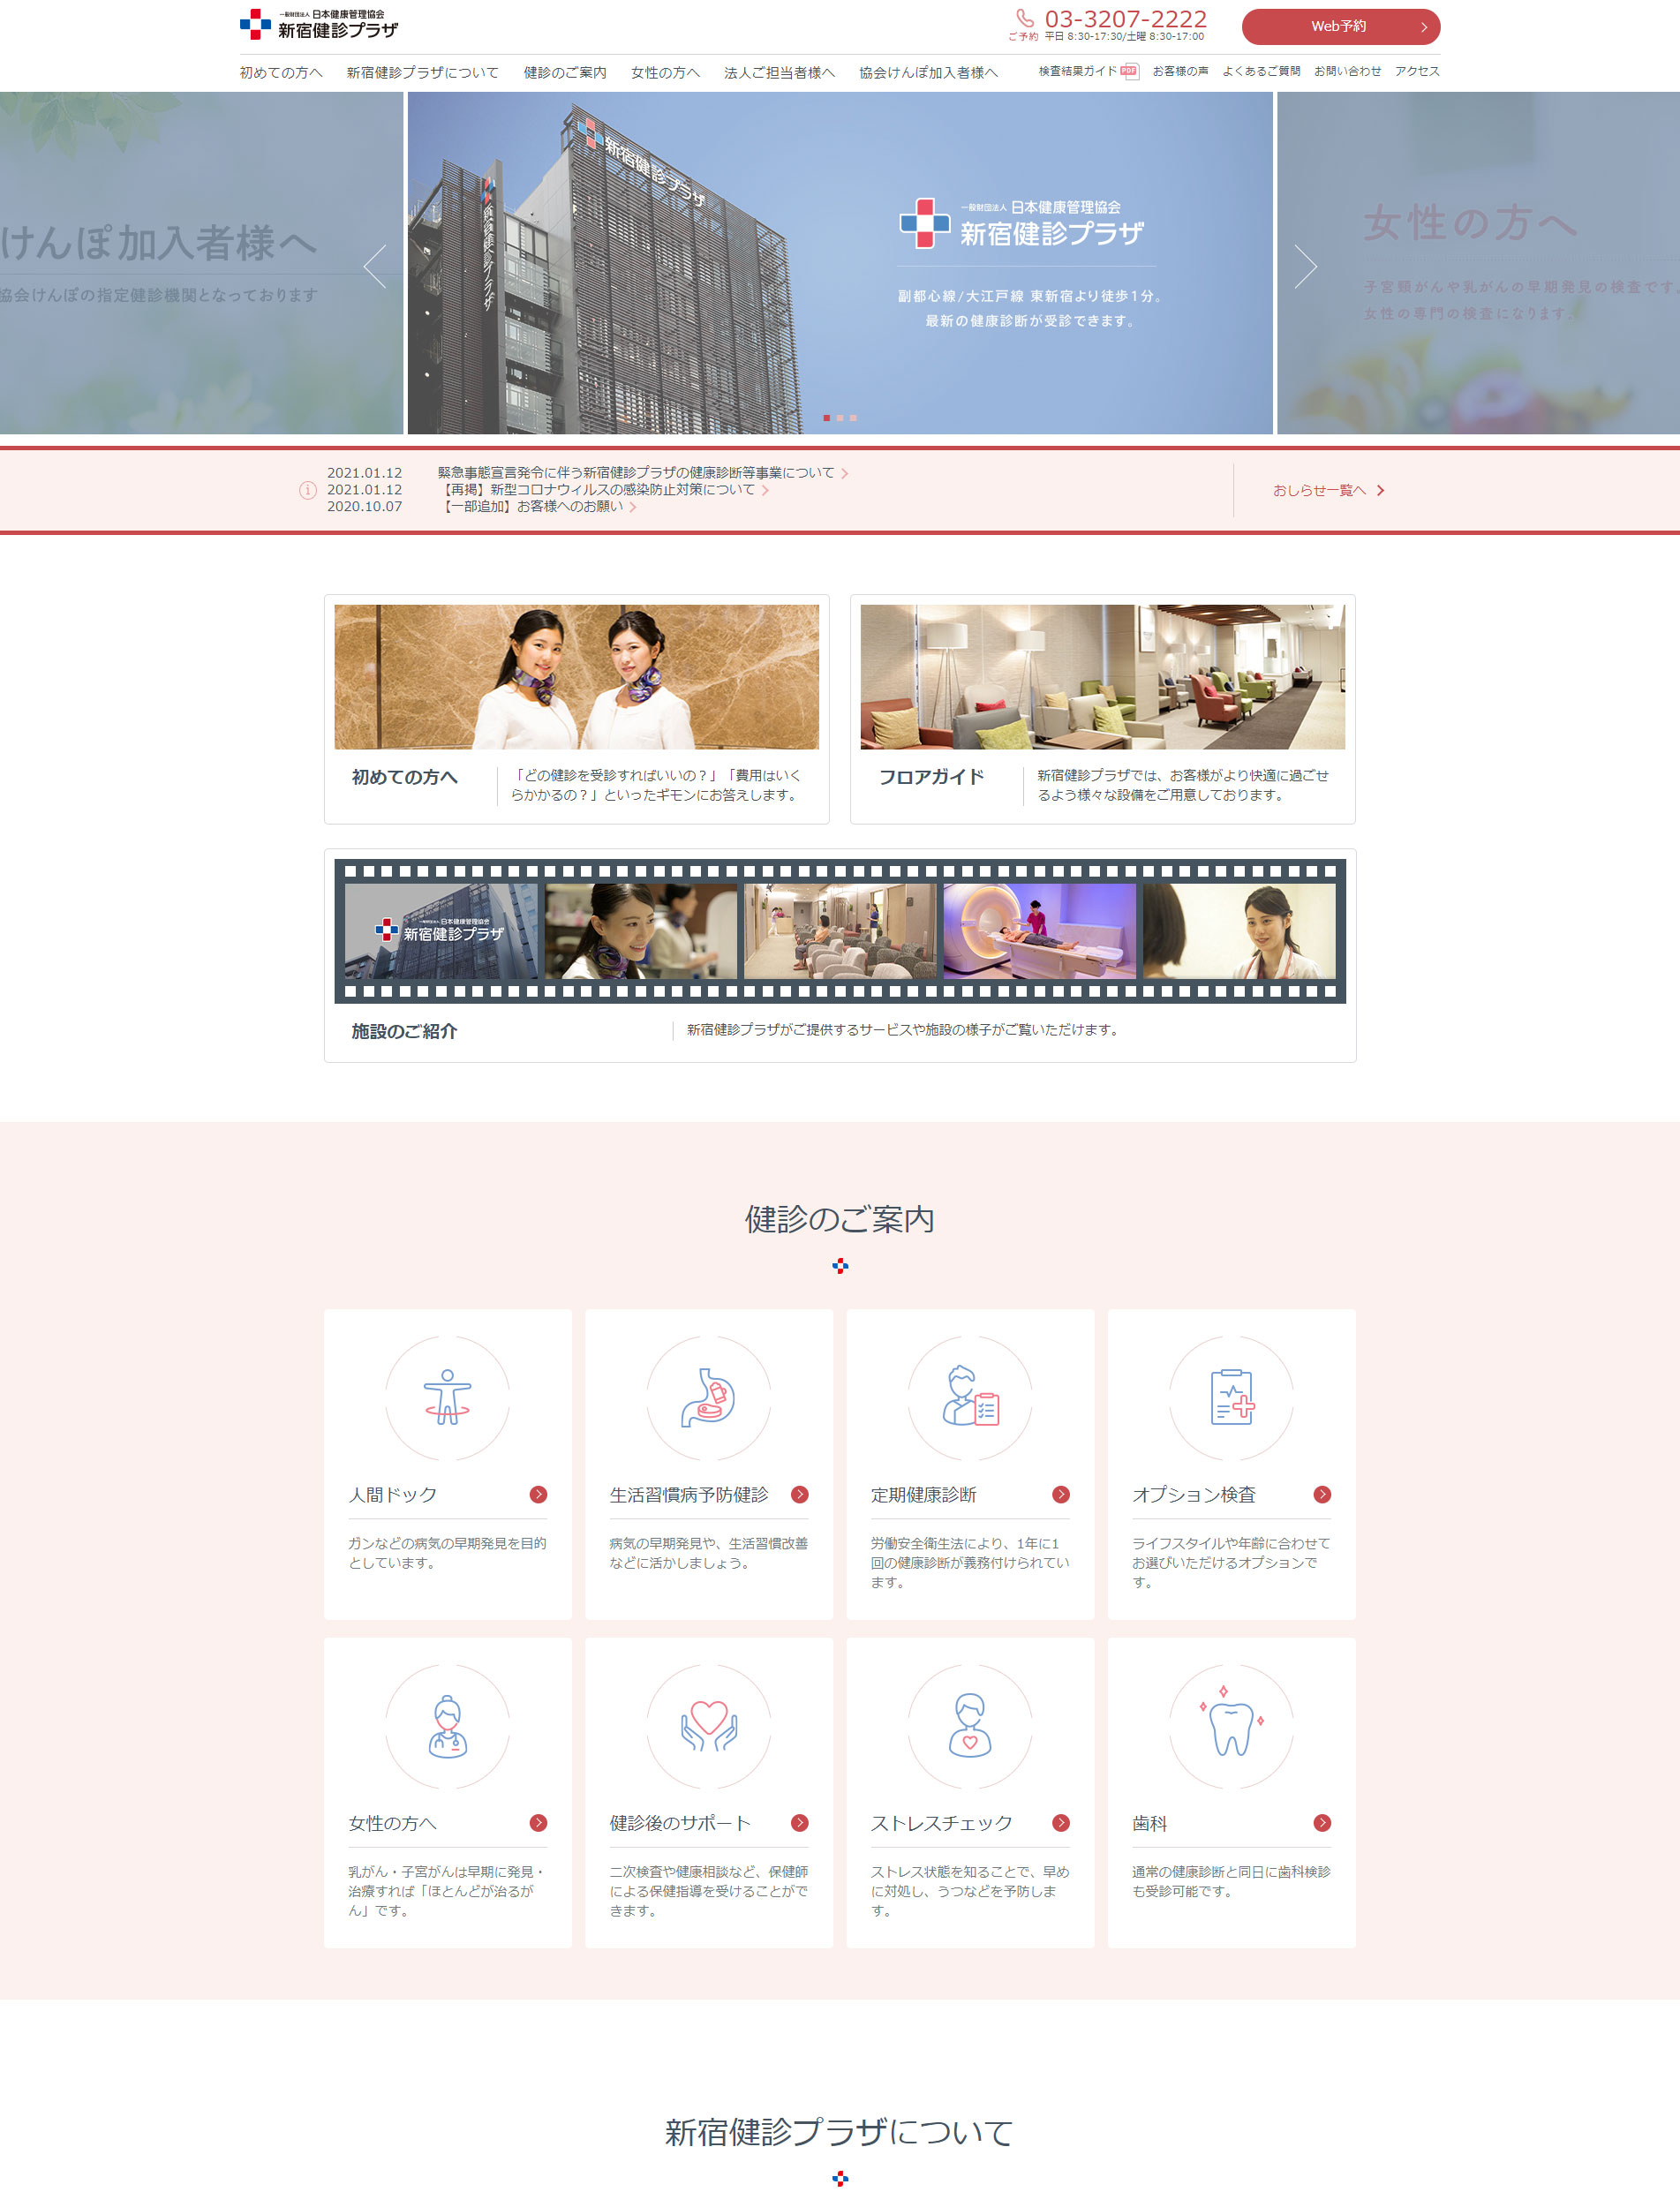 一般財団法人 日本健康管理協会
新宿健診プラザ
03-3207-2222
ご予約 平日 8:30-17:30/土曜 8:30-17:00
Web予約
初めての方へ 新宿健診プラザについて 健診のご案内 女性の方へ 法人ご担当者様へ 協会けんぽ加入者様へ 検査結果ガイド PDF お客様の声 よくあるご質問 お問い合わせ アクセス
けんぽ加入者様へ
協会けんぽの指定健診機関となっております
新宿健診プラザ
新宿健診プラザ
一般財団法人 日本健康管理協会
新宿健診プラザ
副都心線/大江戸線 東新宿より徒歩1分。
最新の健康診断が受診できます。
女性の方へ
子宮頸がんや乳がんの早期発見の検査です。
女性の専門の検査になります。
2021.01.12 緊急事態宣言発令に伴う新宿健診プラザの健康診断等事業について
2021.01.12 【再掲】新型コロナウィルスの感染防止対策について
2020.10.07 【一部追加】お客様へのお願い
おしらせ一覧へ
初めての方へ
「どの健診を受診すればいいの？」「費用はいく
らかかるの？」といったギモンにお答えします。
フロアガイド
新宿健診プラザでは、お客様がより快適に過ごせ
るよう様々な設備をご用意しております。
一般財団法人 日本健康管理協会
新宿健診プラザ
施設のご紹介
新宿健診プラザがご提供するサービスや施設の様子がご覧いただけます。
健診のご案内
人間ドック
ガンなどの病気の早期発見を目的
としています。
生活習慣病予防健診
病気の早期発見や、生活習慣改善
などに活かしましょう。
定期健康診断
労働安全衛生法により、1年に1
回の健康診断が義務付けられてい
ます。
オプション検査
ライフスタイルや年齢に合わせて
お選びいただけるオプションで
す。
女性の方へ
乳がん・子宮がんは早期に発見・
治療すれば「ほとんどが治るが
ん」です。
健診後のサポート
二次検査や健康相談など、保健師
による保健指導を受けることがで
きます。
ストレスチェック
ストレス状態を知ることで、早め
に対処し、うつなどを予防しま
す。
歯科
通常の健康診断と同日に歯科検診
も受診可能です。
新宿健診プラザについて